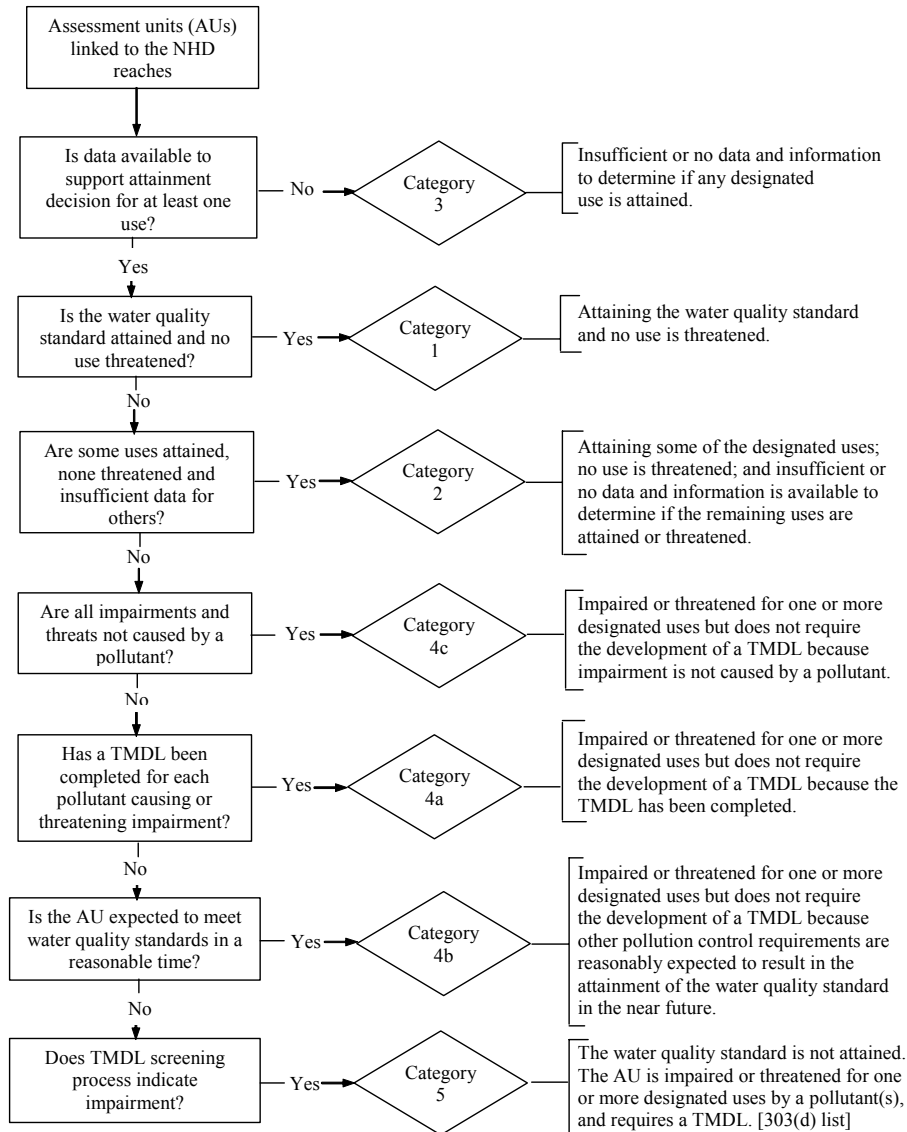 Assessment units (AUs)
linked to the NHD
reaches
Is data available to
support attainment
decision for at least one
use?
No
Category
3
Insufficient or no data and information
to determine if any designated
use is attained.
Yes
Is the water quality
standard attained and no
use threatened?
Yes
Category
1
Attaining the water quality standard
and no use is threatened.
No
Are some uses attained,
none threatened and
insufficient data for
others?
Yes
Category
2
Attaining some of the designated uses;
no use is threatened; and insufficient or
no data and information is available to
determine if the remaining uses are
attained or threatened.
No
Are all impairments and
threats not caused by a
pollutant?
Yes
Category
4c
Impaired or threatened for one or more
designated uses but does not require
the development of a TMDL because
impairment is not caused by a pollutant.
No
Has a TMDL been
completed for each
pollutant causing or
threatening impairment?
Yes
Category
4a
Impaired or threatened for one or more
designated uses but does not require
the development of a TMDL because the
TMDL has been completed.
No
Is the AU expected to meet
water quality standards in a
reasonable time?
Yes
Category
4b
Impaired or threatened for one or more
designated uses but does not require
the development of a TMDL because
other pollution control requirements are
reasonably expected to result in the
attainment of the water quality standard
in the near future.
No
Does TMDL screening
process indicate
impairment?
Yes
Category
5
The water quality standard is not attained.
The AU is impaired or threatened for one
or more designated uses by a pollutant(s),
and requires a TMDL. [303(d) list]